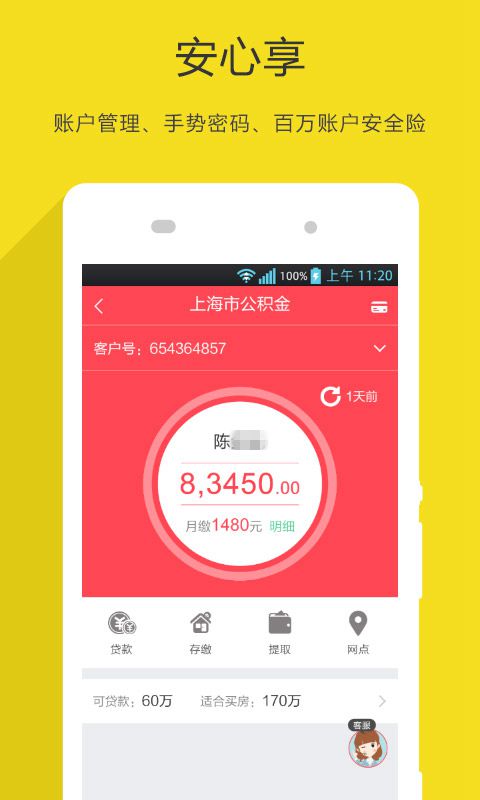 安心享
账户管理、手势密码、百万账户安全险
100% 上午 11:20
上海市公积金
客户号：654364857
1天前
陈
8,3450.00
月缴1480元 明细
贷款 存缴 提取 网点
可贷款：60万 适合买房：170万
客服